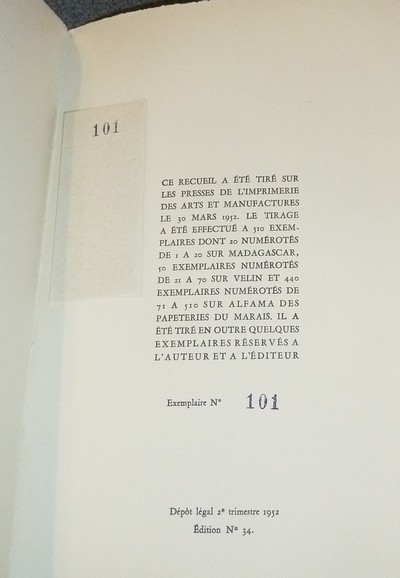 101
CE RECUEIL A ÉTÉ TIRÉ SUR
LES PRESSES DE L'IMPRIMERIE
DES ARTS ET MANUFACTURES
LE 30 MARS 1952. LE TIRAGE
A ÉTÉ EFFECTUÉ A 510 EXEM-
PLAIRES DONT 20 NUMÉROTÉS
DE 1 A 20 SUR MADAGASCAR,
50 EXEMPLAIRES NUMÉROTÉS
DE 21 A 70 SUR VELIN ET 440
EXEMPLAIRES NUMÉROTÉS DE
71 A 510 SUR ALFAMA DES
PAPETERIES DU MARAIS. IL A
ÉTÉ TIRÉ EN OUTRE QUELQUES
EXEMPLAIRES RÉSERVÉS A
L'AUTEUR ET A L'ÉDITEUR
Exemplaire N° 101
Dépôt légal 2e trimestre 1952
Édition No 34.